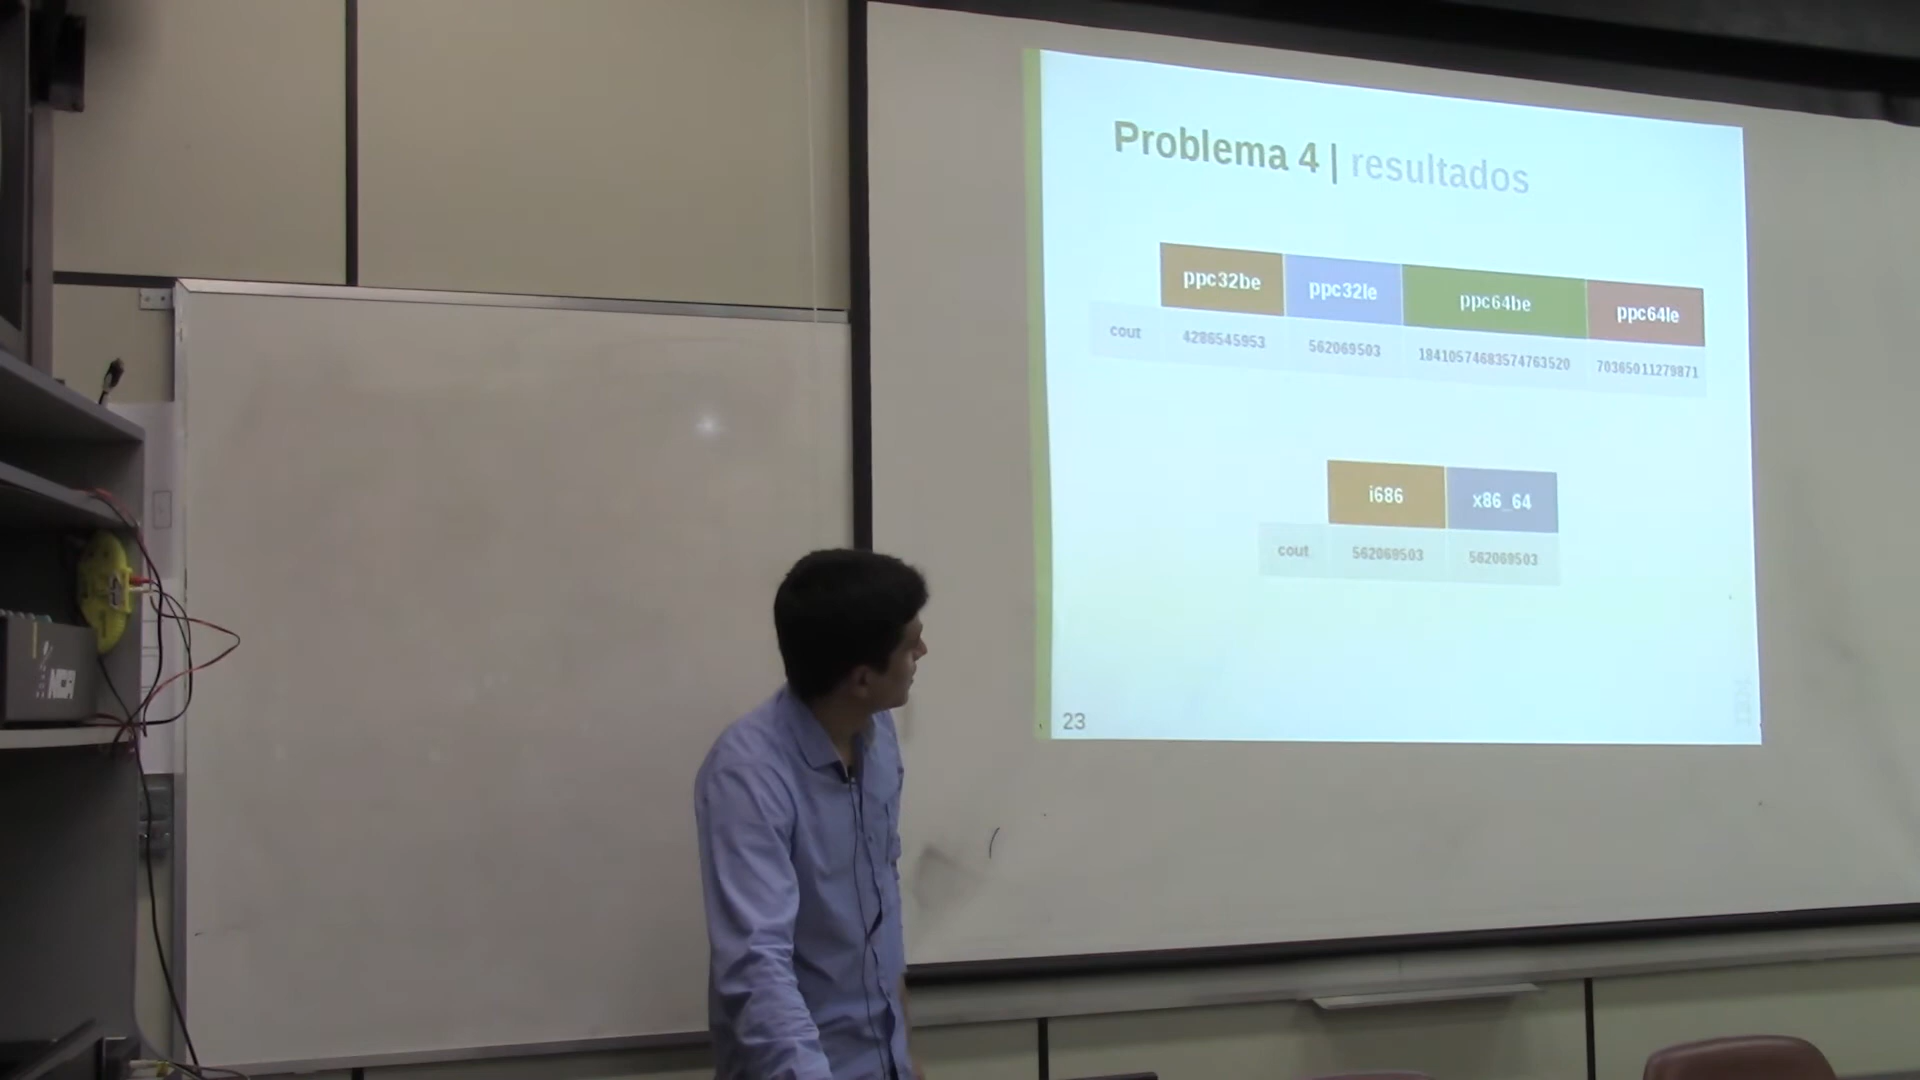 Problema 4 | resultados
ppc32be ppc32le ppc64be ppc64le
cout 4286545953 562069503 18410574683574763520 70365011279871
i686 x86_64
cout 562069503 562069503
23